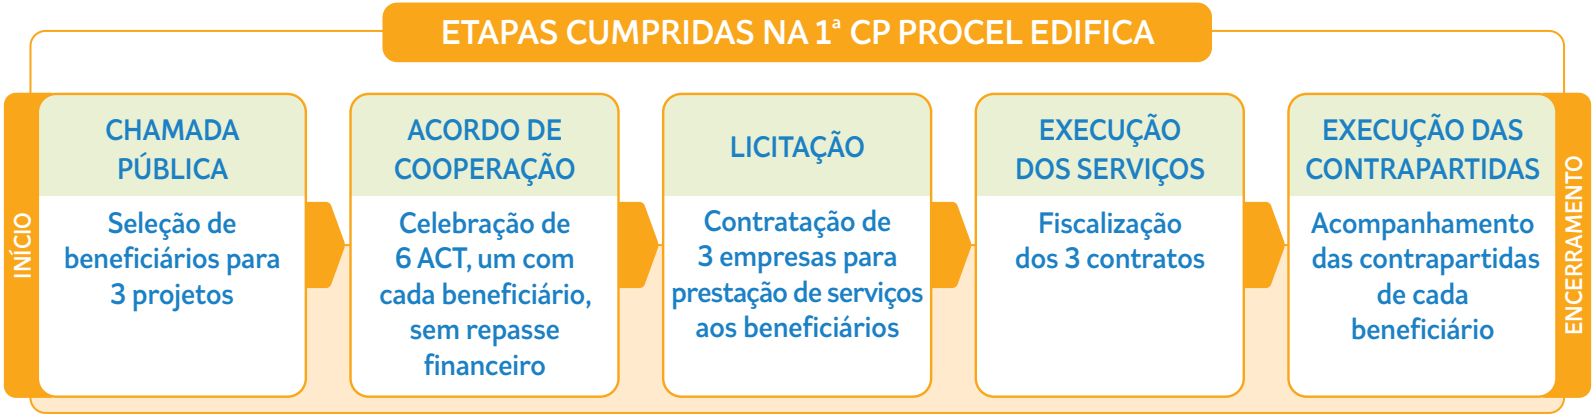 ETAPAS CUMPRIDAS NA 1ª CP PROCEL EDIFICA
INÍCIO
CHAMADA
PÚBLICA
Seleção de
beneficiários para
3 projetos
ACORDO DE
COOPERAÇÃO
Celebração de
6 ACT, um com
cada beneficiário,
sem repasse
financeiro
LICITAÇÃO
Contratação de
3 empresas para
prestação de serviços
aos beneficiários
EXECUÇÃO
DOS SERVIÇOS
Fiscalização
dos 3 contratos
EXECUÇÃO DAS
CONTRAPARTIDAS
Acompanhamento
das contrapartidas
de cada
beneficiário
ENCERRAMENTO